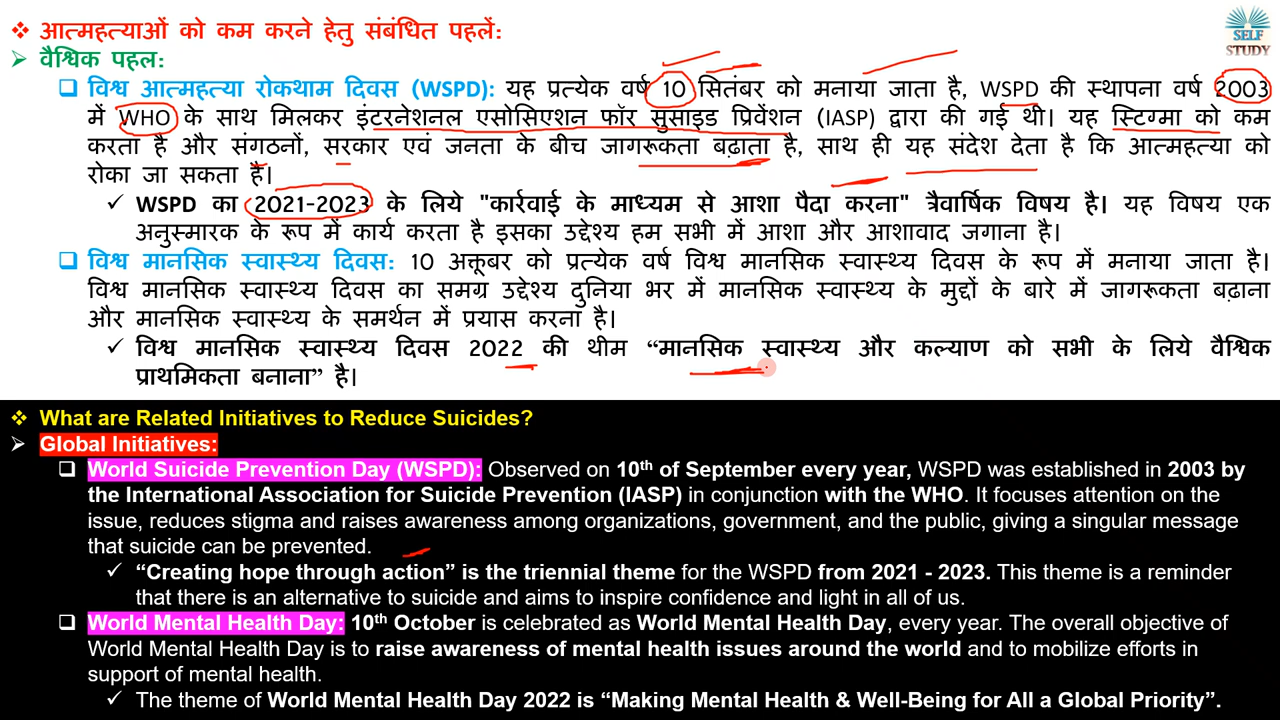 ❖ आत्महत्याओं को कम करने हेतु संबंधित पहलें:
SELF
STUDY
➢ वैश्विक पहल:
❑ विश्व आत्महत्या रोकथाम दिवस (WSPD): यह प्रत्येक वर्ष 10 सितंबर को मनाया जाता है, WSPD की स्थापना वर्ष 2003
में WHO के साथ मिलकर इंटरनेशनल एसोसिएशन फॉर सुसाइड प्रिवेंशन (IASP) द्वारा की गई थी। यह स्टिग्मा को कम
करता है और संगठनों, सरकार एवं जनता के बीच जागरूकता बढ़ाता है, साथ ही यह संदेश देता है कि आत्महत्या को
रोका जा सकता है।
✓ WSPD का 2021-2023 के लिये "कार्रवाई के माध्यम से आशा पैदा करना" त्रैवार्षिक विषय है। यह विषय एक
अनुस्मारक के रूप में कार्य करता है इसका उद्देश्य हम सभी में आशा और आशावाद जगाना है।
❑ विश्व मानसिक स्वास्थ्य दिवस: 10 अक्तूबर को प्रत्येक वर्ष विश्व मानसिक स्वास्थ्य दिवस के रूप में मनाया जाता है।
विश्व मानसिक स्वास्थ्य दिवस का समग्र उद्देश्य दुनिया भर में मानसिक स्वास्थ्य के मुद्दों के बारे में जागरूकता बढ़ाना
और मानसिक स्वास्थ्य के समर्थन में प्रयास करना है।
✓ विश्व मानसिक स्वास्थ्य दिवस 2022 की थीम “मानसिक स्वास्थ्य और कल्याण को सभी के लिये वैश्विक
प्राथमिकता बनाना” है।
❖ What are Related Initiatives to Reduce Suicides?
➢ Global Initiatives:
❑ World Suicide Prevention Day (WSPD): Observed on 10th of September every year, WSPD was established in 2003 by
the International Association for Suicide Prevention (IASP) in conjunction with the WHO. It focuses attention on the
issue, reduces stigma and raises awareness among organizations, government, and the public, giving a singular message
that suicide can be prevented.
✓ “Creating hope through action” is the triennial theme for the WSPD from 2021 - 2023. This theme is a reminder
that there is an alternative to suicide and aims to inspire confidence and light in all of us.
❑ World Mental Health Day: 10th October is celebrated as World Mental Health Day, every year. The overall objective of
World Mental Health Day is to raise awareness of mental health issues around the world and to mobilize efforts in
support of mental health.
✓ The theme of World Mental Health Day 2022 is “Making Mental Health & Well-Being for All a Global Priority”.